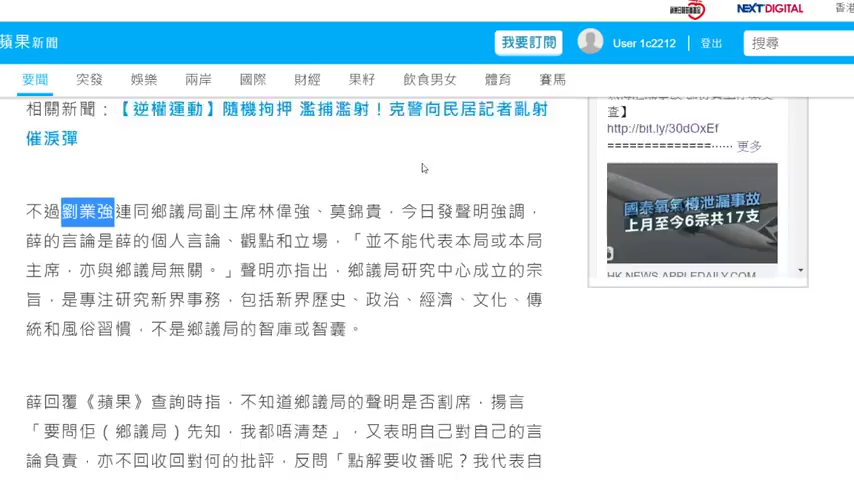 NEXT DIGITAL
香港
蘋果新聞
我要訂閱
User 1c2212
登出
搜尋
要聞 突發 娛樂 兩岸 國際 財經 果籽 飲食男女 體育 賽馬
相關新聞：【逆權運動】隨機拘押 濫捕濫射！克警向民居記者亂射
催淚彈
不過劉業強連同鄉議局副主席林偉強、莫錦貴，今日發聲明強調，
薛的言論是薛的個人言論、觀點和立場，「並不能代表本局或本局
主席，亦與鄉議局無關。」聲明亦指出，鄉議局研究中心成立的宗
旨，是專注研究新界事務，包括新界歷史、政治、經濟、文化、傳
統和風俗習慣，不是鄉議局的智庫或智囊。
薛回覆《蘋果》查詢時指，不知道鄉議局的聲明是否割席，揚言
「要問佢（鄉議局）先知，我都唔清楚」，又表明自己對自己的言
論負責，亦不回收回對何的批評，反問「點解要收番呢？我代表自
查】
http://bit.ly/30dOxEf
==============······ 更多
國泰氧氣樽泄漏事故
上月至今6宗共17支
HK.NEWS.APPLEDAILY.COM